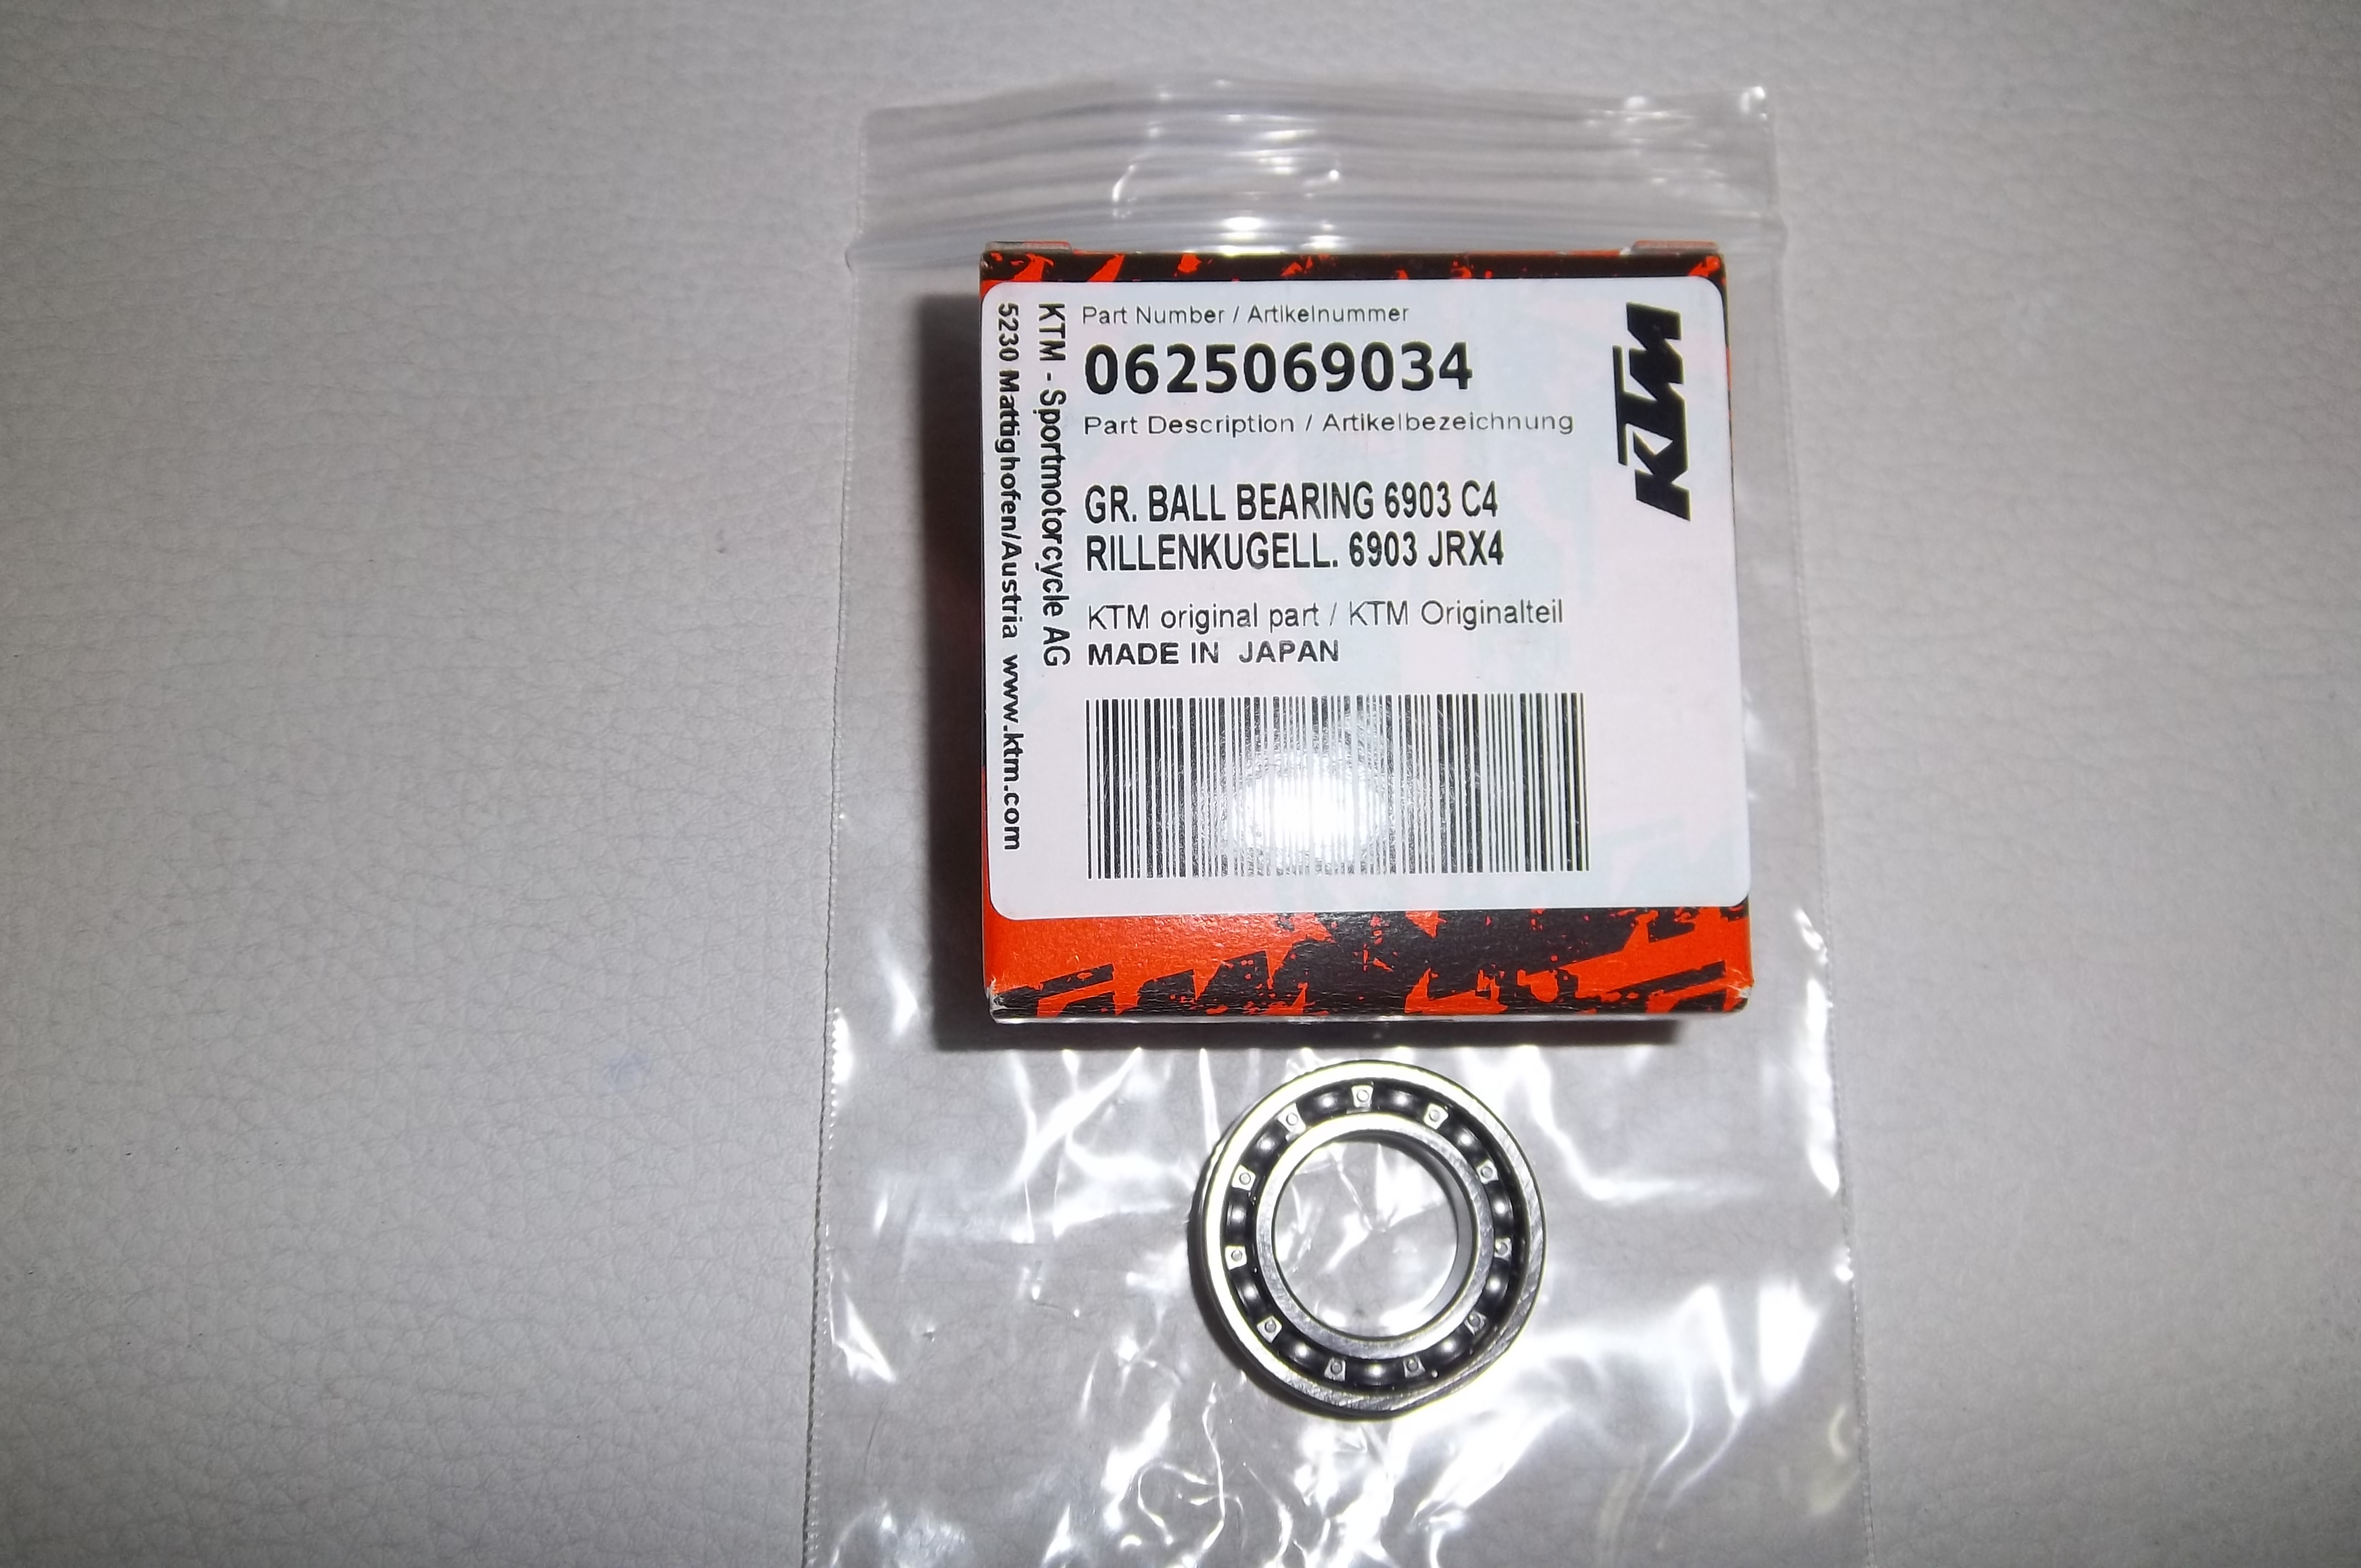 Part Number / Artikelnummer
0625069034
Part Description / Artikelbezeichnung
GR. BALL BEARING 6903 C4
RILLENKUGELL. 6903 JRX4
KTM original part / KTM Originalteil
MADE IN JAPAN
KTM - Sportmotorcycle AG
5230 Mattighofen/Austria www.ktm.com
KTM